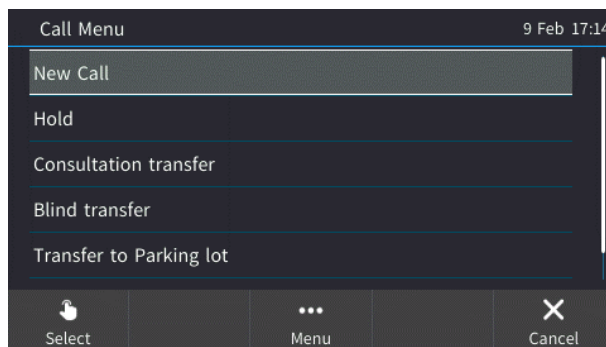 Call Menu 9 Feb 17:14
New Call
Hold
Consultation transfer
Blind transfer
Transfer to Parking lot
Select Menu Cancel